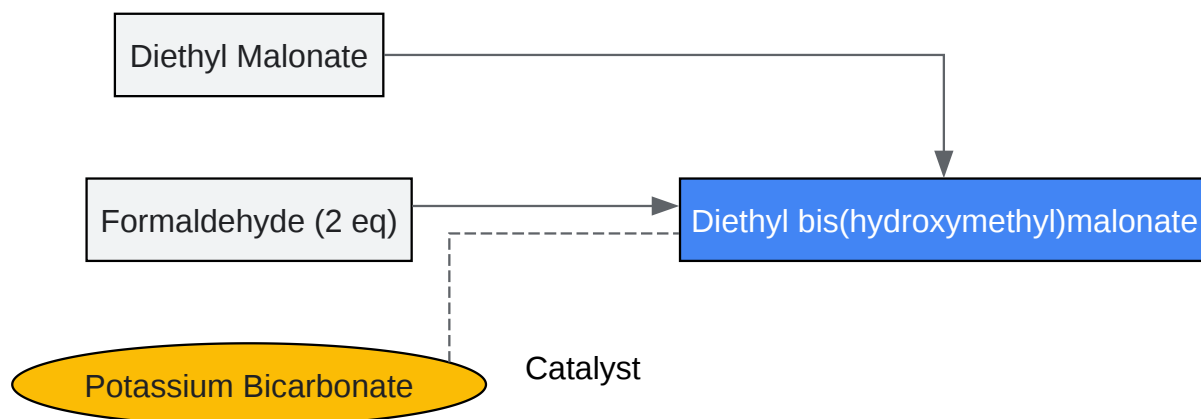 Diethyl Malonate
Formaldehyde (2 eq)
Diethyl bis(hydroxymethyl)malonate
Catalyst
Potassium Bicarbonate